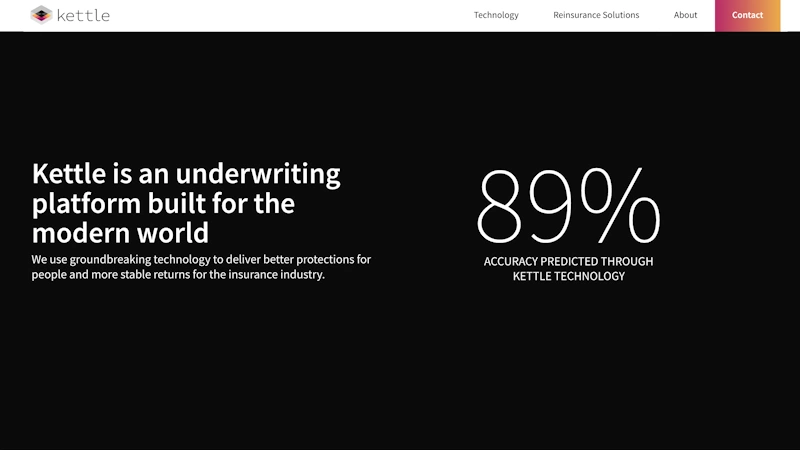 kettle
Technology
Reinsurance Solutions
About
Contact
Kettle is an underwriting
platform built for the
modern world
We use groundbreaking technology to deliver better protections for
people and more stable returns for the insurance industry.
89%
ACCURACY PREDICTED THROUGH
KETTLE TECHNOLOGY